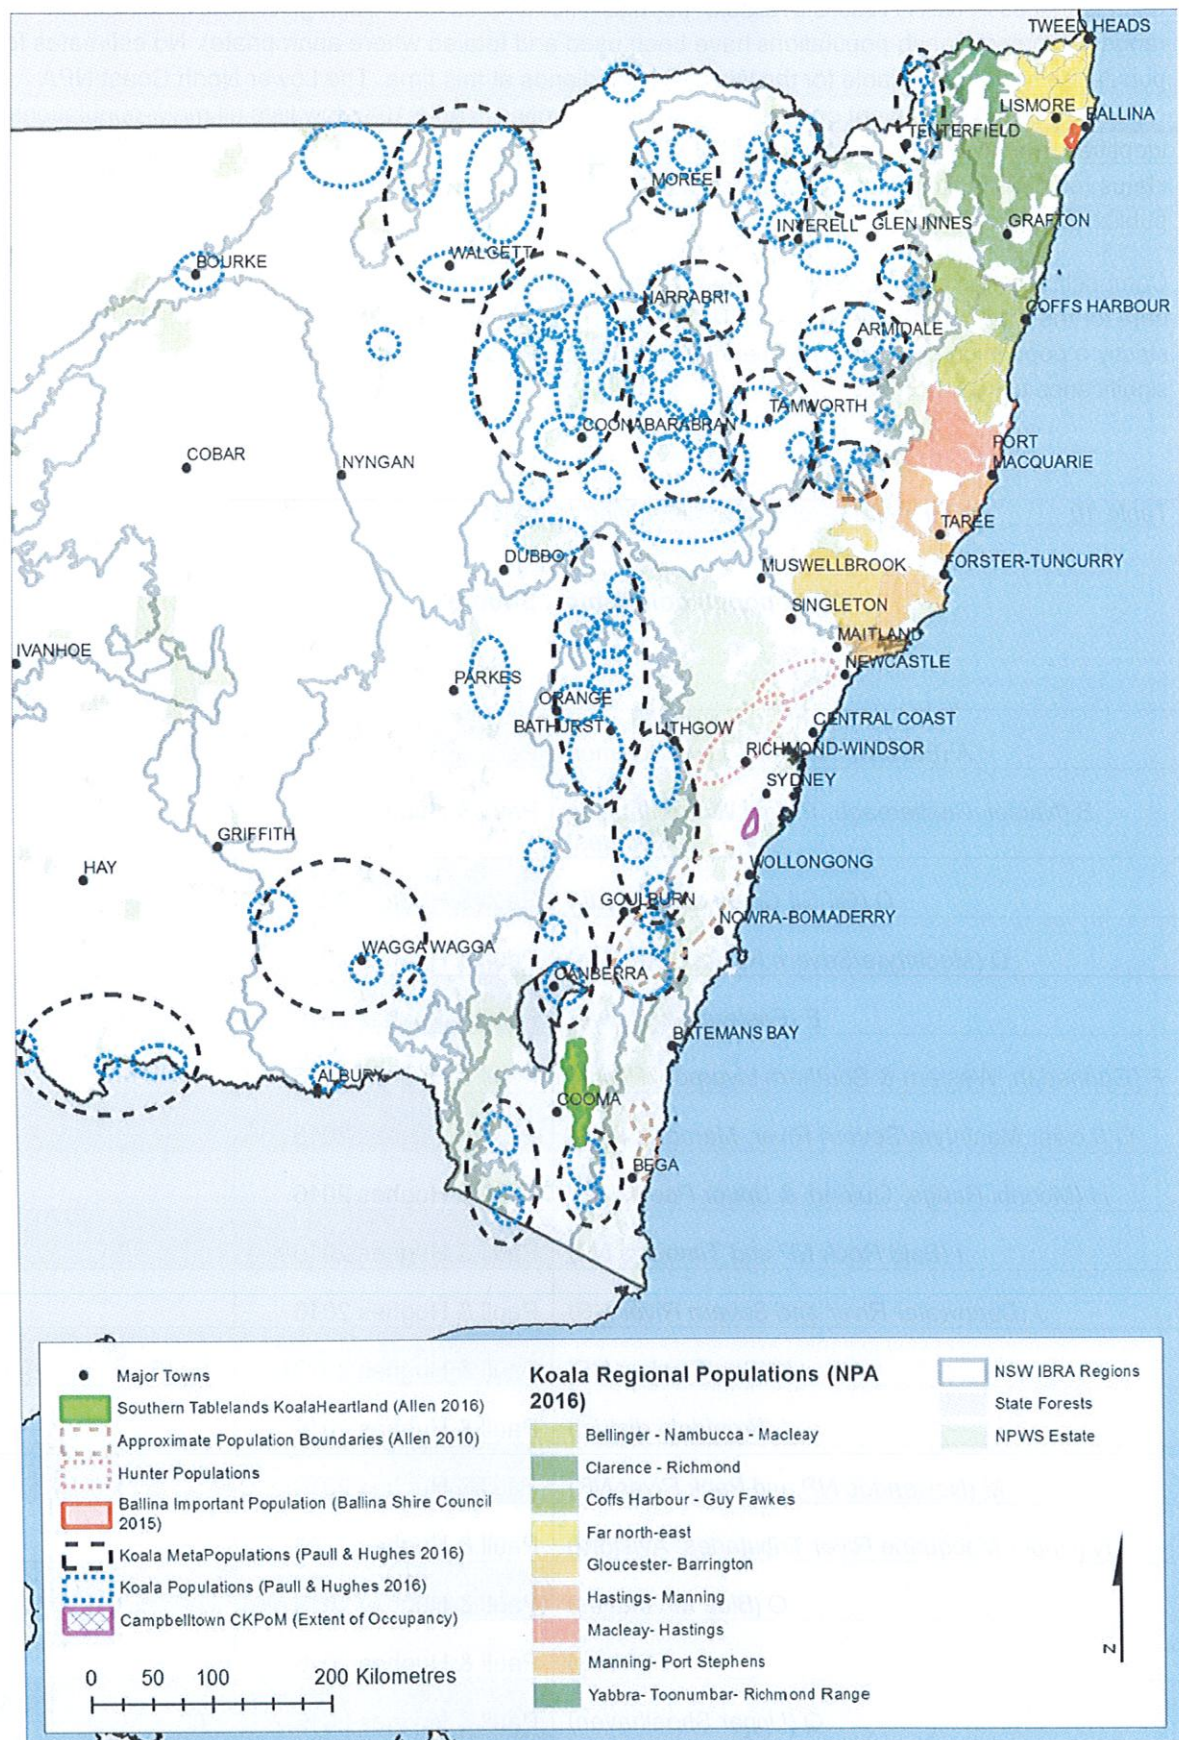 TWEED HEADS
LISMORE
BALLINA
TENTERFIELD
MOREE
INVERELL
GLEN INNES
GRAFTON
WALGETT
BOURKE
NARRABRI
COFFS HARBOUR
ARMIDALE
TAMWORTH
COONABARABRAN
COBAR
NYNGAN
PORT
MACQUARIE
TAREE
DUBBO
MUSWELLBROOK
FORSTER-TUNCURRY
SINGLETON
MAITLAND
IVANHOE
NEWCASTLE
PARKES
ORANGE
BATHURST
LITHGOW
CENTRAL COAST
RICHMOND-WINDSOR
SYDNEY
GRIFFITH
HAY
WOLLONGONG
GOULBURN
NOWRA-BOMADERRY
WAGGA WAGGA
CANBERRA
BATEMANS BAY
ALBURY
COOMA
BEGA
Major Towns
Southern Tablelands KoalaHeartland (Allen 2016)
Approximate Population Boundaries (Allen 2010)
Hunter Populations
Ballina Important Population (Ballina Shire Council
2015)
Koala MetaPopulations (Paull & Hughes 2016)
Koala Populations (Paull & Hughes 2016)
Campbelltown CKPoM (Extent of Occupancy)
0 50 100 200 Kilometres
Koala Regional Populations (NPA
2016)
Bellinger - Nambucca - Macleay
Clarence - Richmond
Coffs Harbour - Guy Fawkes
Far north-east
Gloucester- Barrington
Hastings- Manning
Macleay- Hastings
Manning- Port Stephens
Yabbra- Toonumbar- Richmond Range
NSW IBRA Regions
State Forests
NPWS Estate
N